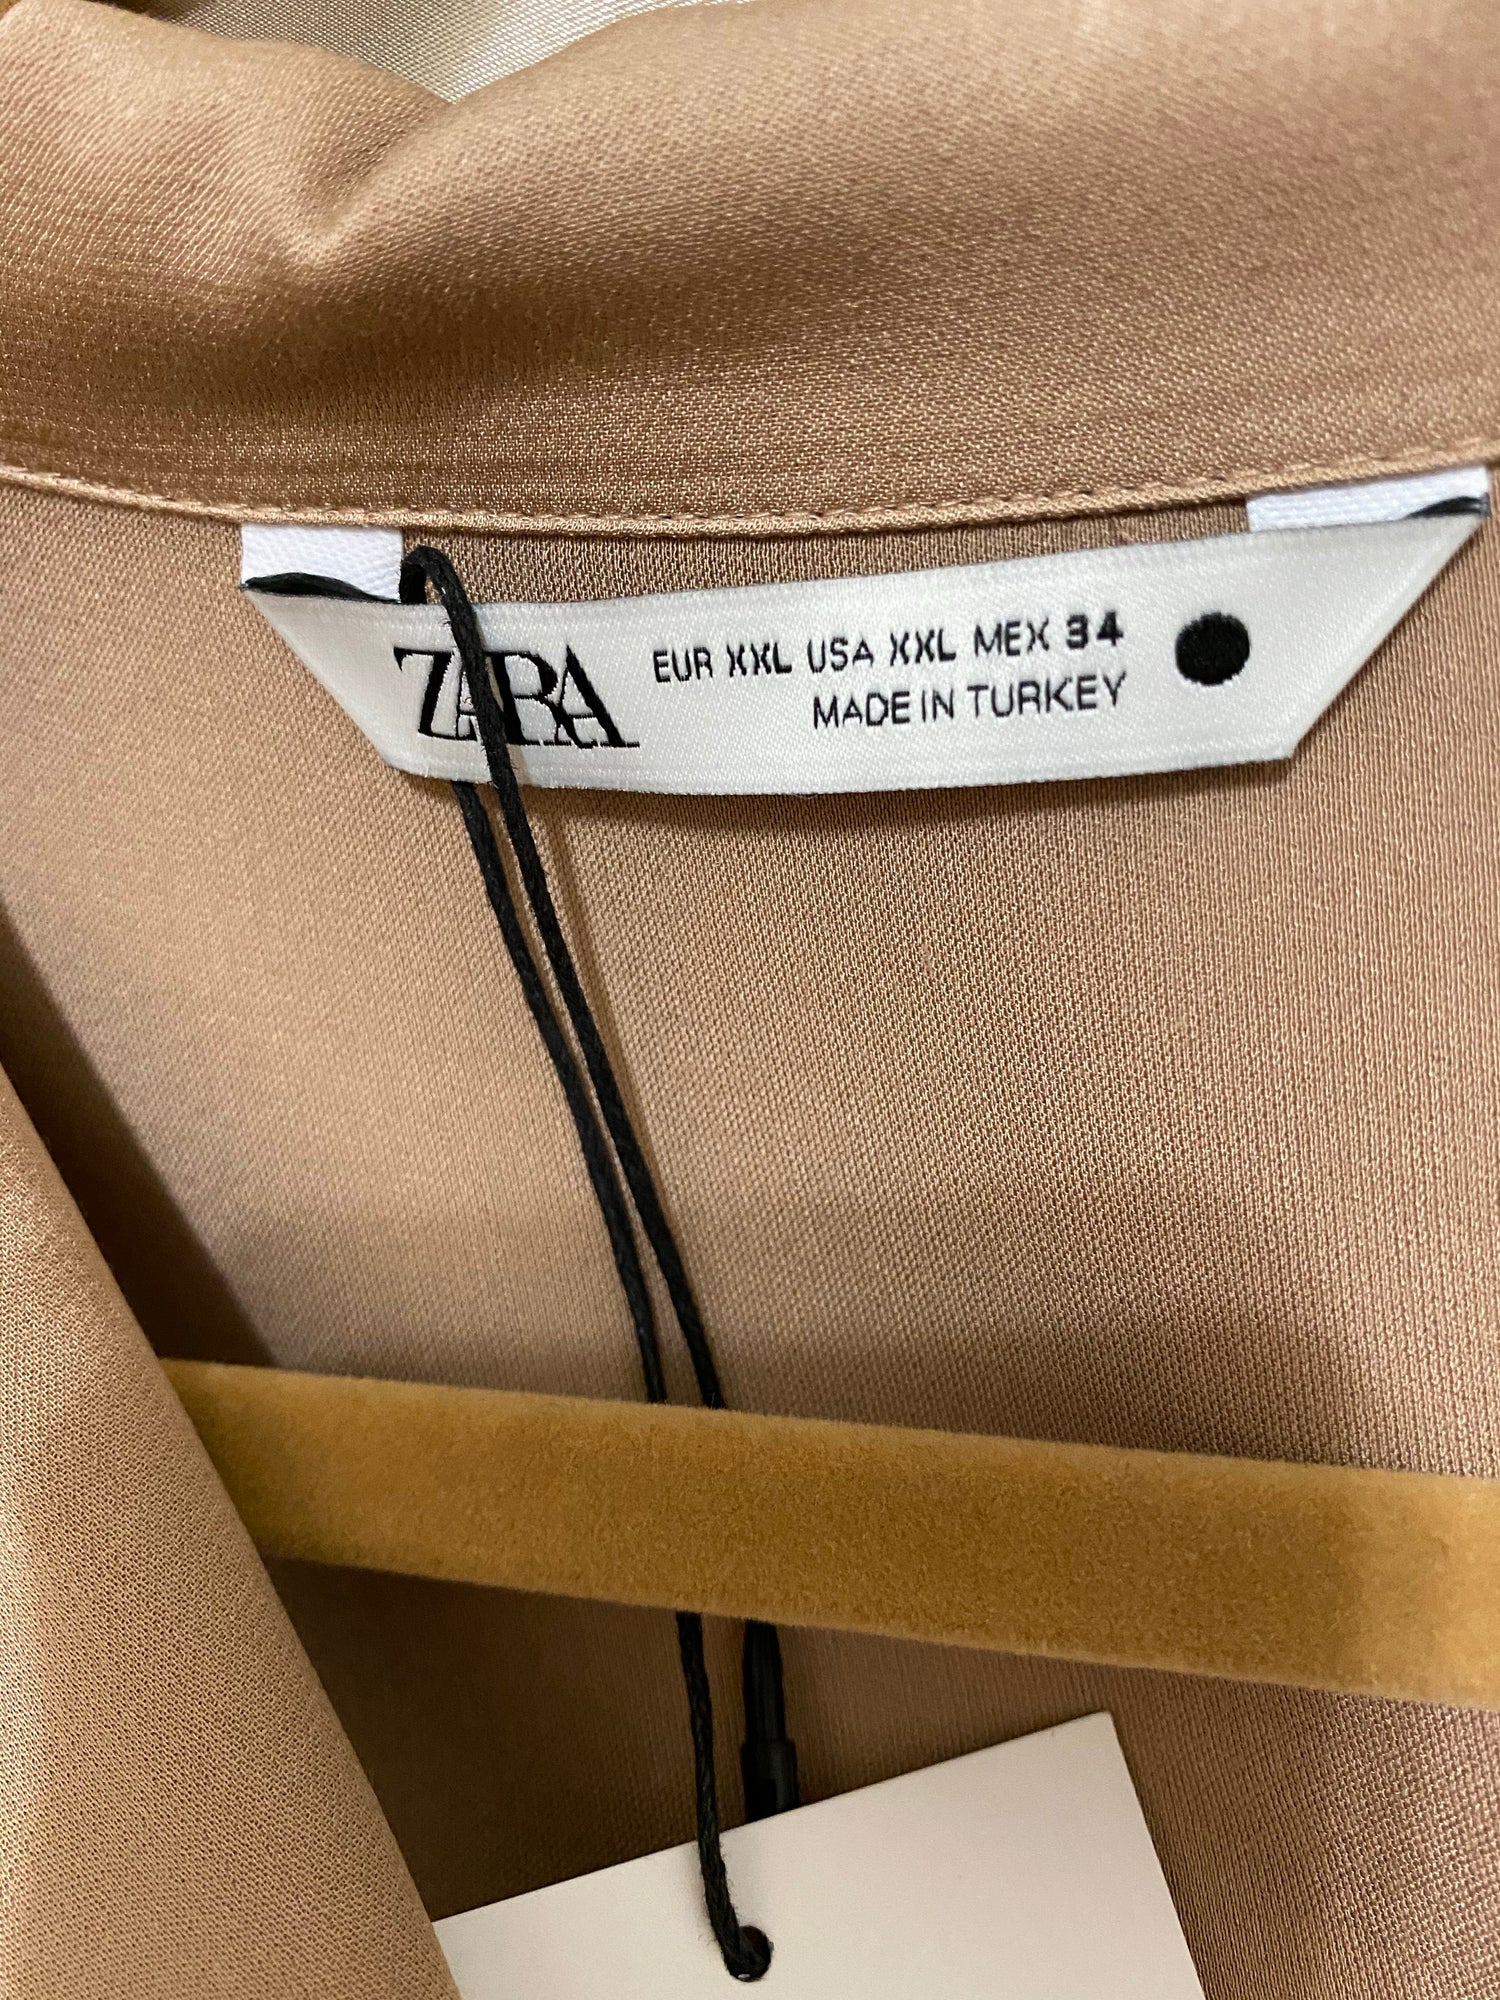 ZARA
EUR XXL USA XXL MEX 34
MADE IN TURKEY